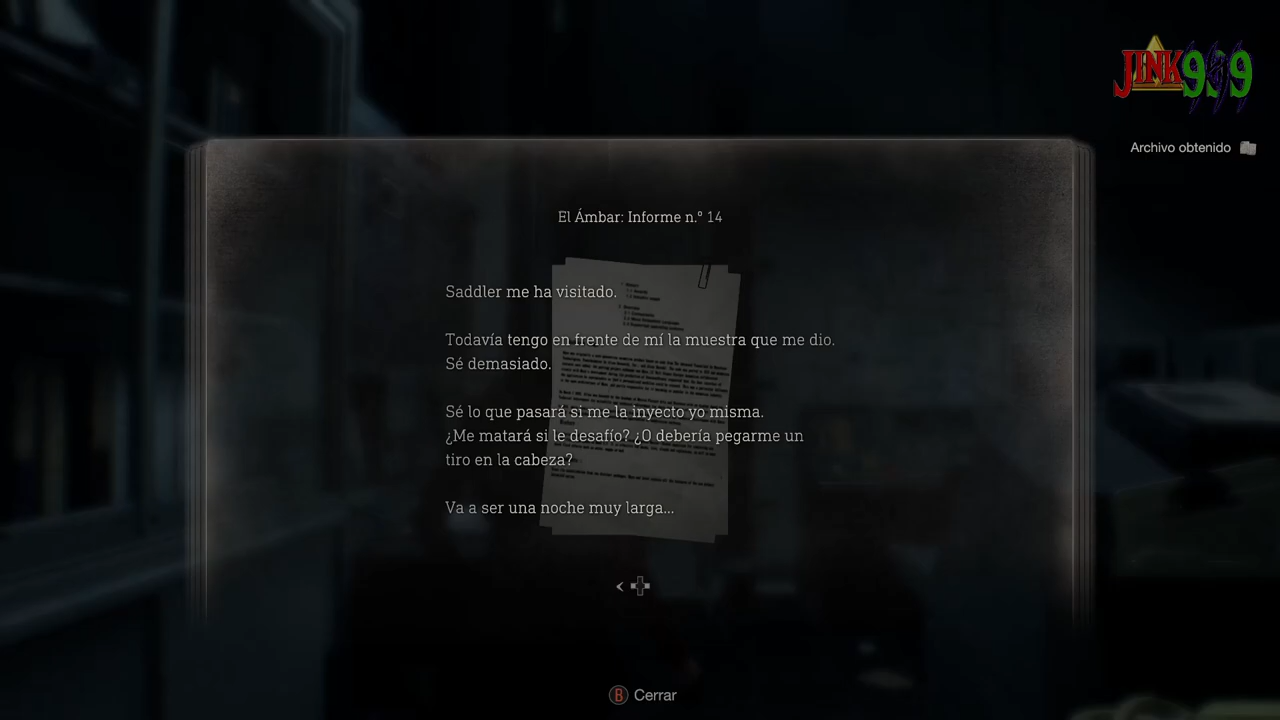 JINK999
Archivo obtenido
El Ámbar: Informe n.º 14
Saddler me ha visitado.
Todavía tengo en frente de mí la muestra que me dio.
Sé demasiado.
Sé lo que pasará si me la inyecto yo misma.
¿Me matará si le desafío? ¿O debería pegarme un
tiro en la cabeza?
Va a ser una noche muy larga...
B Cerrar